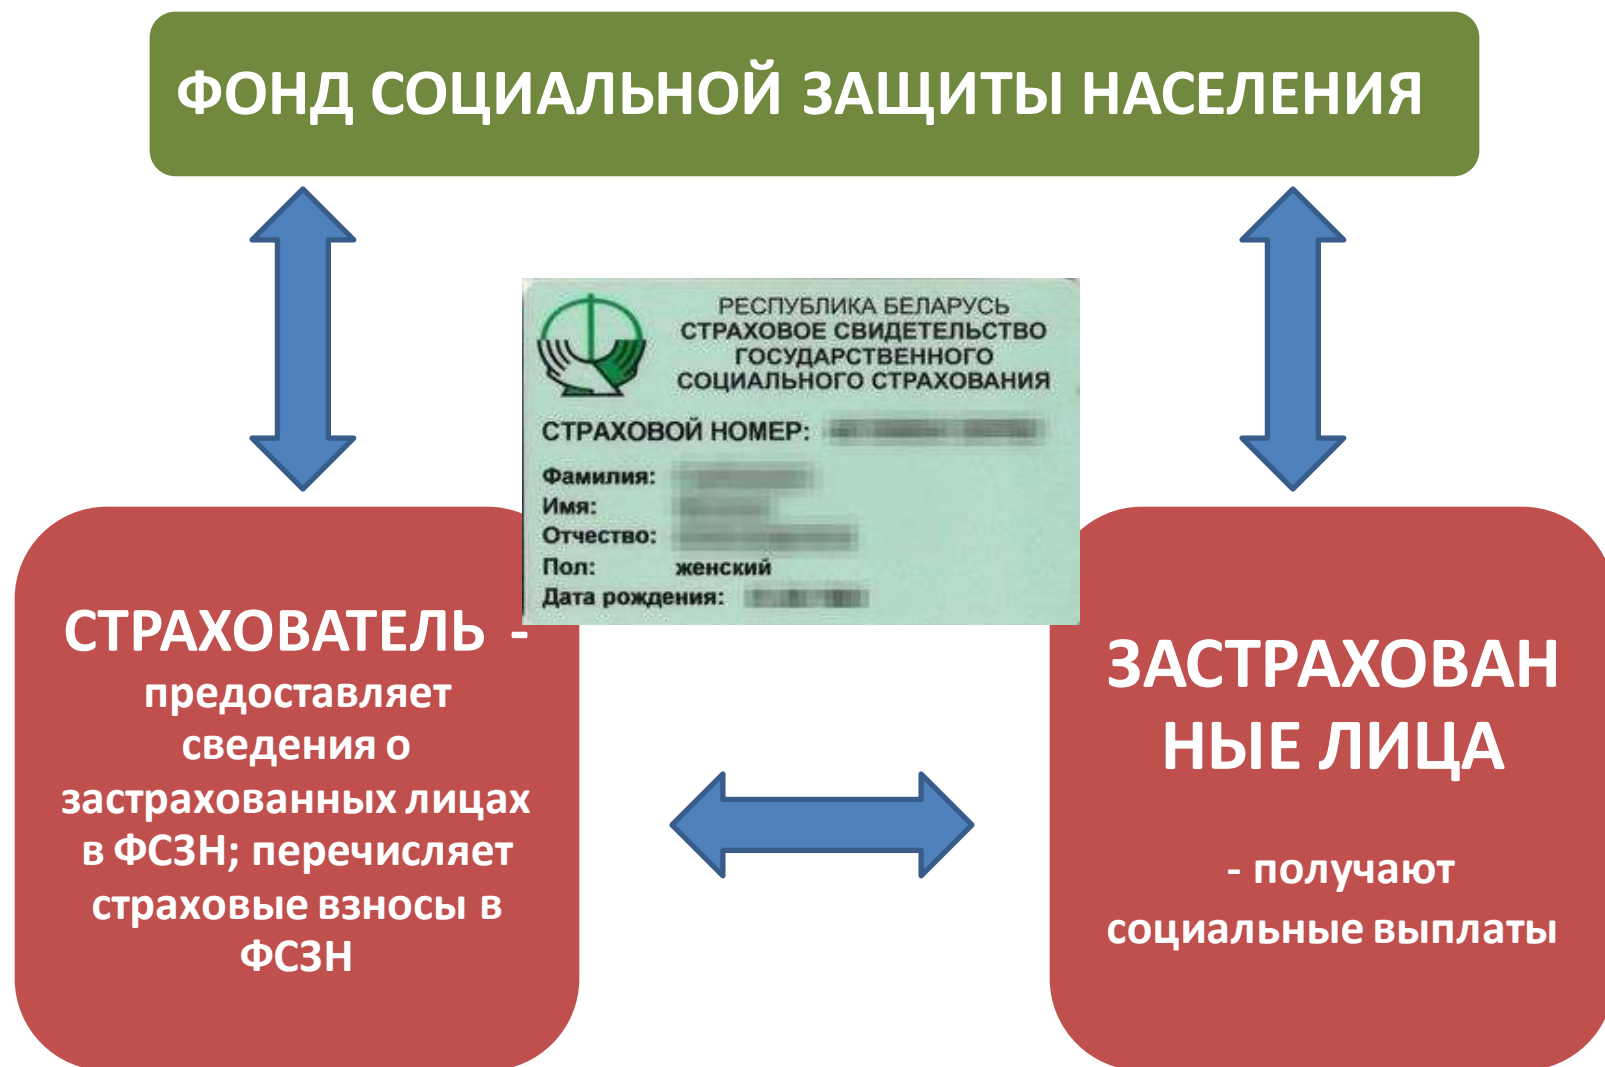 ФОНД СОЦИАЛЬНОЙ ЗАЩИТЫ НАСЕЛЕНИЯ
РЕСПУБЛИКА БЕЛАРУСЬ
СТРАХОВОЕ СВИДЕТЕЛЬСТВО
ГОСУДАРСТВЕННОГО
СОЦИАЛЬНОГО СТРАХОВАНИЯ
СТРАХОВОЙ НОМЕР:
Фамилия:
Имя:
Отчество:
Пол: женский
Дата рождения:
СТРАХОВАТЕЛЬ -
предоставляет
сведения о
застрахованных лицах
в ФСЗН; перечисляет
страховые взносы в
ФСЗН
ЗАСТРАХОВАН
НЫЕ ЛИЦА
- получают
социальные выплаты